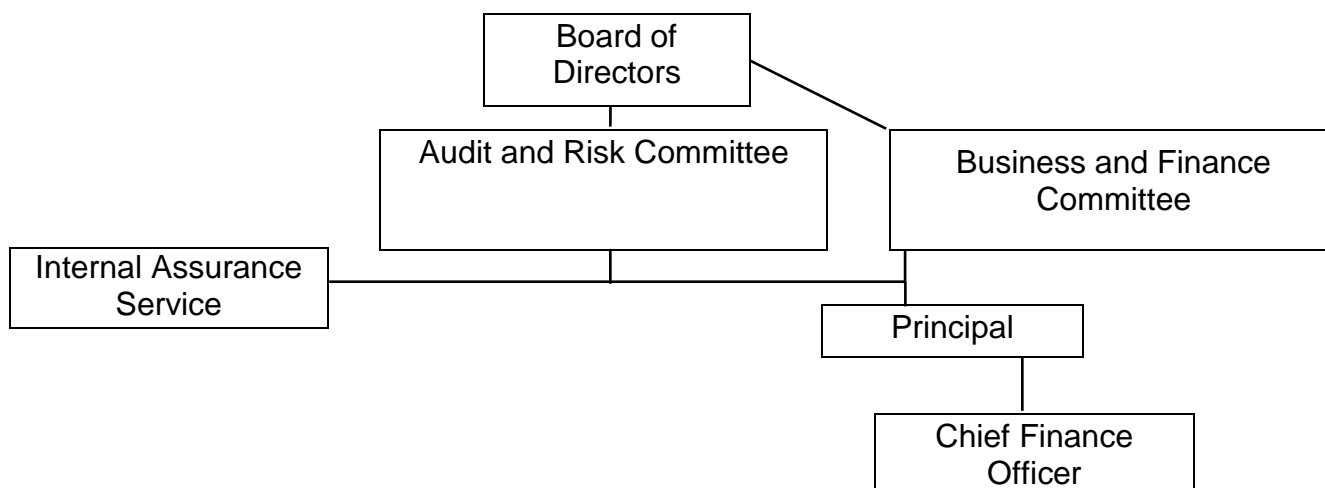 Board of
Directors
Audit and Risk Committee
Business and Finance
Committee
Internal Assurance
Service
Principal
Chief Finance
Officer